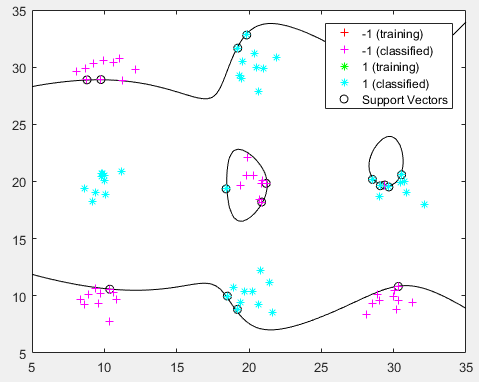 35
30
25
20
15
10
5
5
10
15
20
25
30
35
-1 (training)
-1 (classified)
1 (training)
1 (classified)
Support Vectors